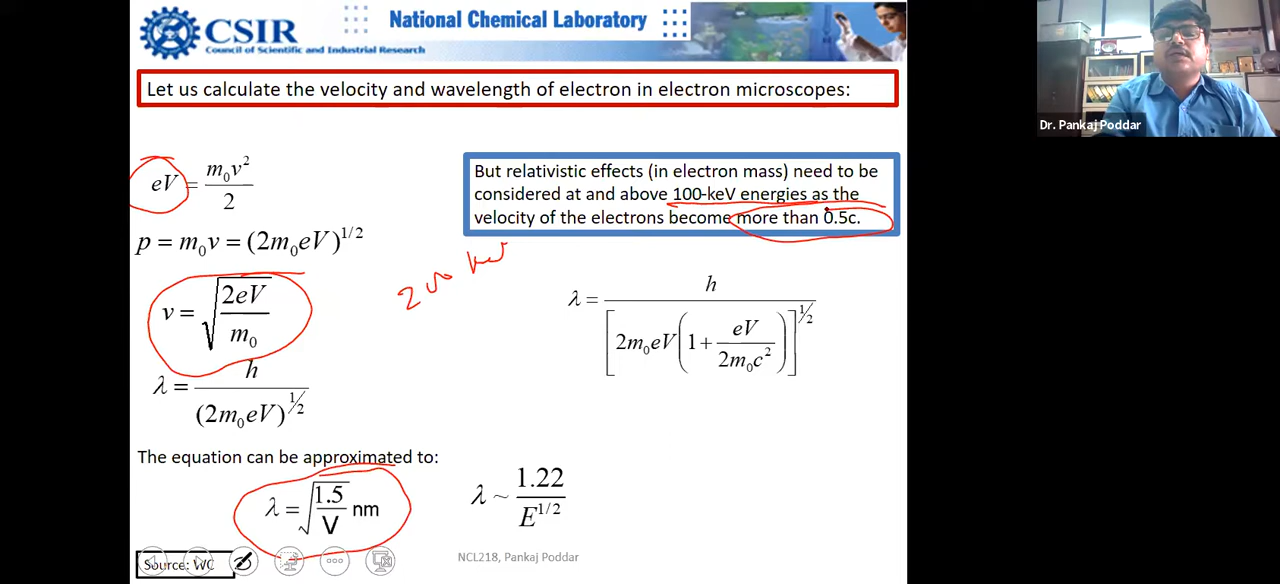 CSIR
Council of Scientific and Industrial Research
National Chemical Laboratory
Dr. Pankaj Poddar
Let us calculate the velocity and wavelength of electron in electron microscopes:
eV = m₀v²/2
But relativistic effects (in electron mass) need to be
considered at and above 100-keV energies as the
velocity of the electrons become more than 0.5c.
p = m₀v = (2m₀eV)^1/2
200 keV
v = √(2eV/m₀)
λ = h/[2m₀eV(1 + eV/2m₀c²)]^1/2
λ = h/(2m₀eV)^1/2
The equation can be approximated to:
λ = √(1.5/V) nm
λ ~ 1.22/E^1/2
Source: WC
NCL218, Pankaj Poddar